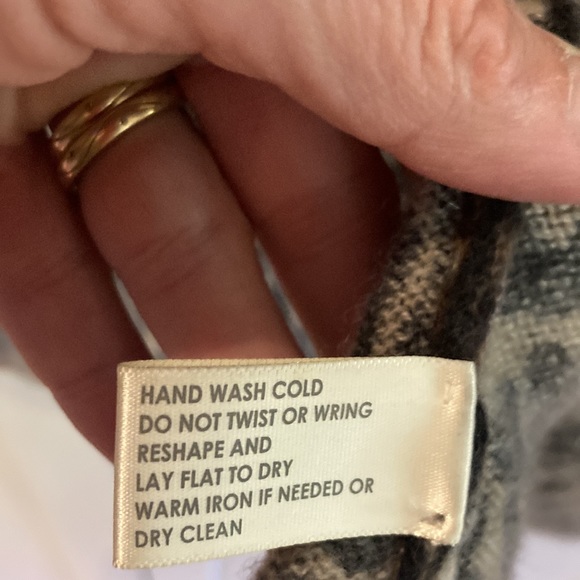 HAND WASH COLD
DO NOT TWIST OR WRING
RESHAPE AND
LAY FLAT TO DRY
WARM IRON IF NEEDED OR
DRY CLEAN